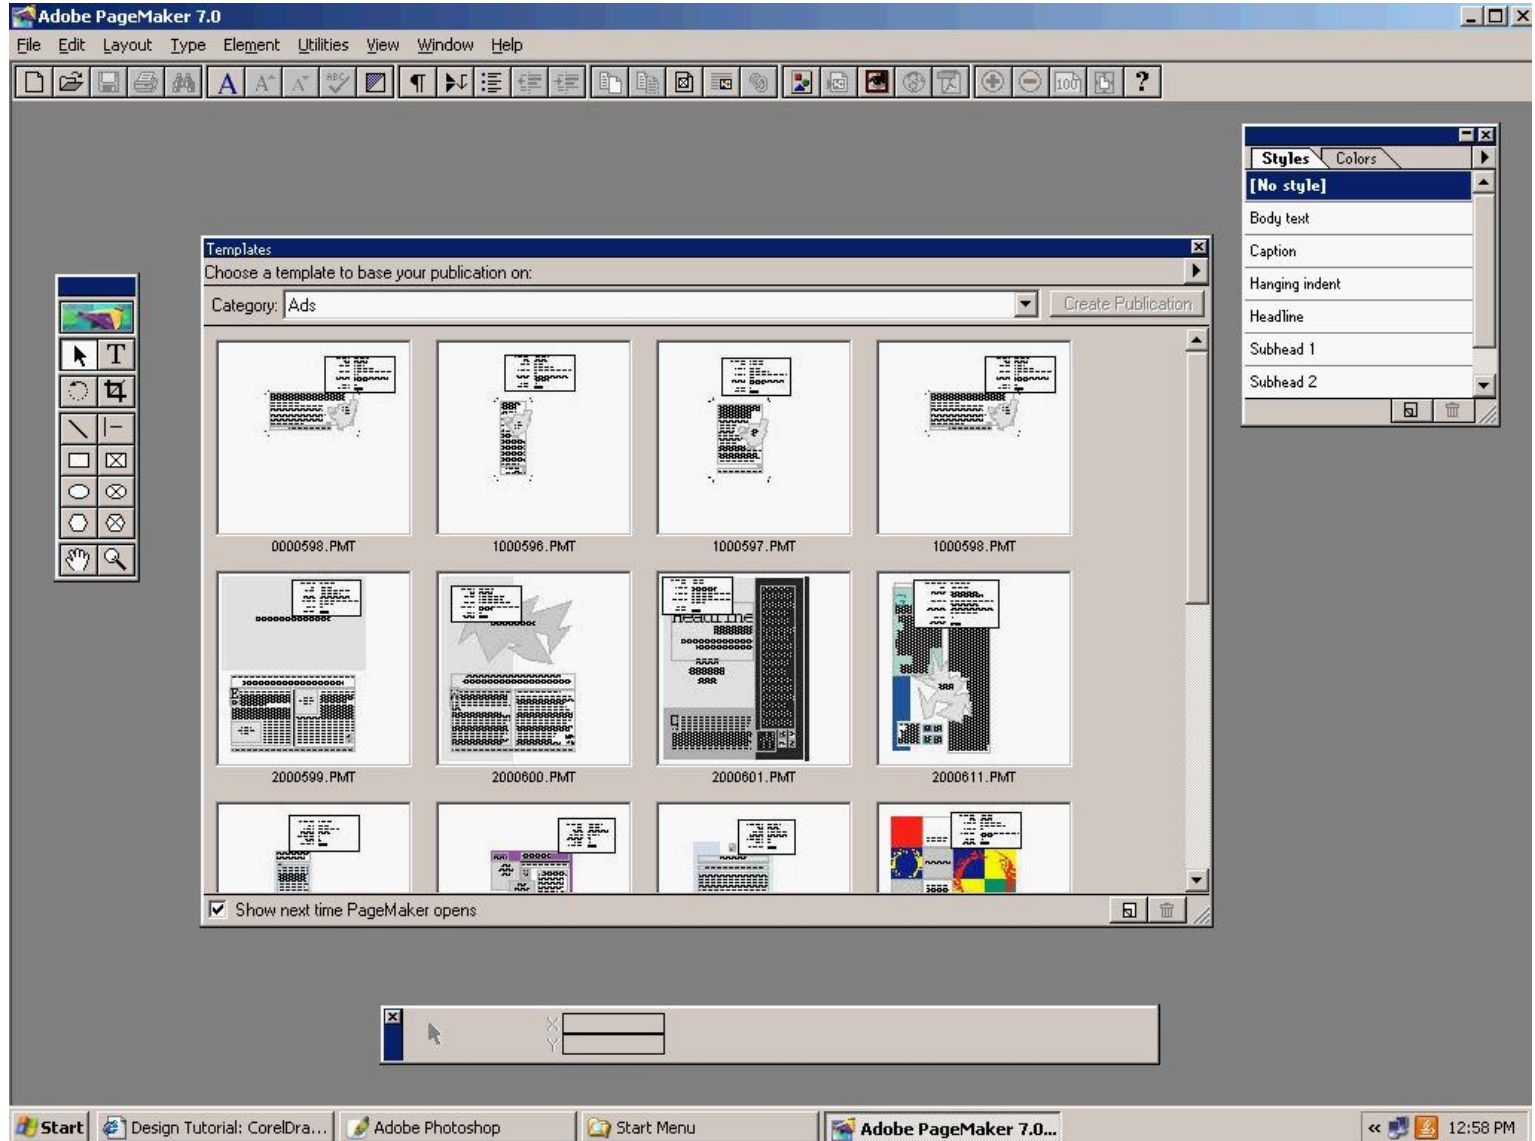 Adobe PageMaker 7.0
File Edit Layout Type Element Utilities View Window Help
A A A ABC ¶ 100 ?
Styles Colors
[No style]
Body text
Caption
Hanging indent
Headline
Subhead 1
Subhead 2
Templates
Choose a template to base your publication on:
Category: Ads Create Publication
T
0000598.PMT 1000596.PMT 1000597.PMT 1000598.PMT
Headline
2000599.PMT 2000600.PMT 2000601.PMT 2000611.PMT
Show next time PageMaker opens
X
Y
Start Design Tutorial: CorelDra... Adobe Photoshop Start Menu Adobe PageMaker 7.0... « 12:58 PM